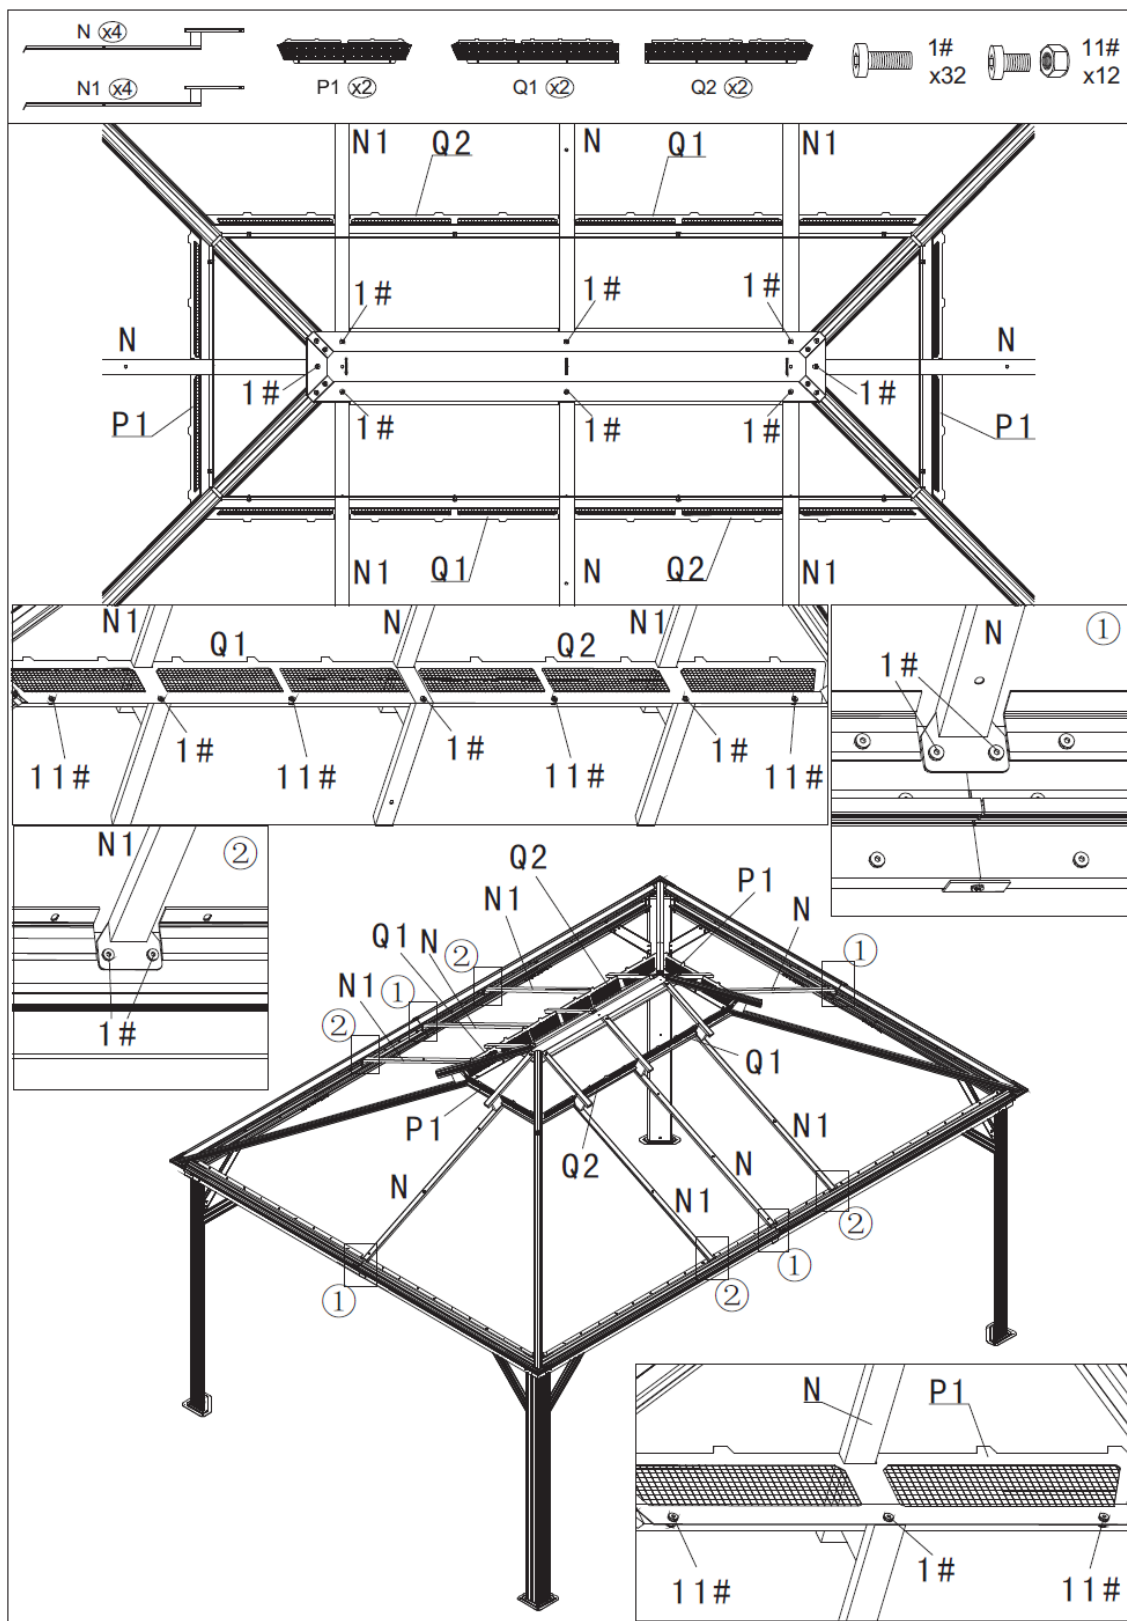 N x4
N1 x4
P1 x2
Q1 x2
Q2 x2
1#
x32
11#
x12
N1 Q2 N Q1 N1
1# 1# 1#
N N
1# 1#
P1 1# 1# 1# P1
N1 Q1 N Q2 N1
N1 Q1 N Q2 N1
1# 1# 1#
11# 11# 11# 11#
N ①
1#
N1 ②
1#
Q2 P1
N1 N
Q1 N ② ①
N1 ①
②
Q1
P1 Q2 N1
N N1 N
②
① ② ①
N P1
11# 1# 11#